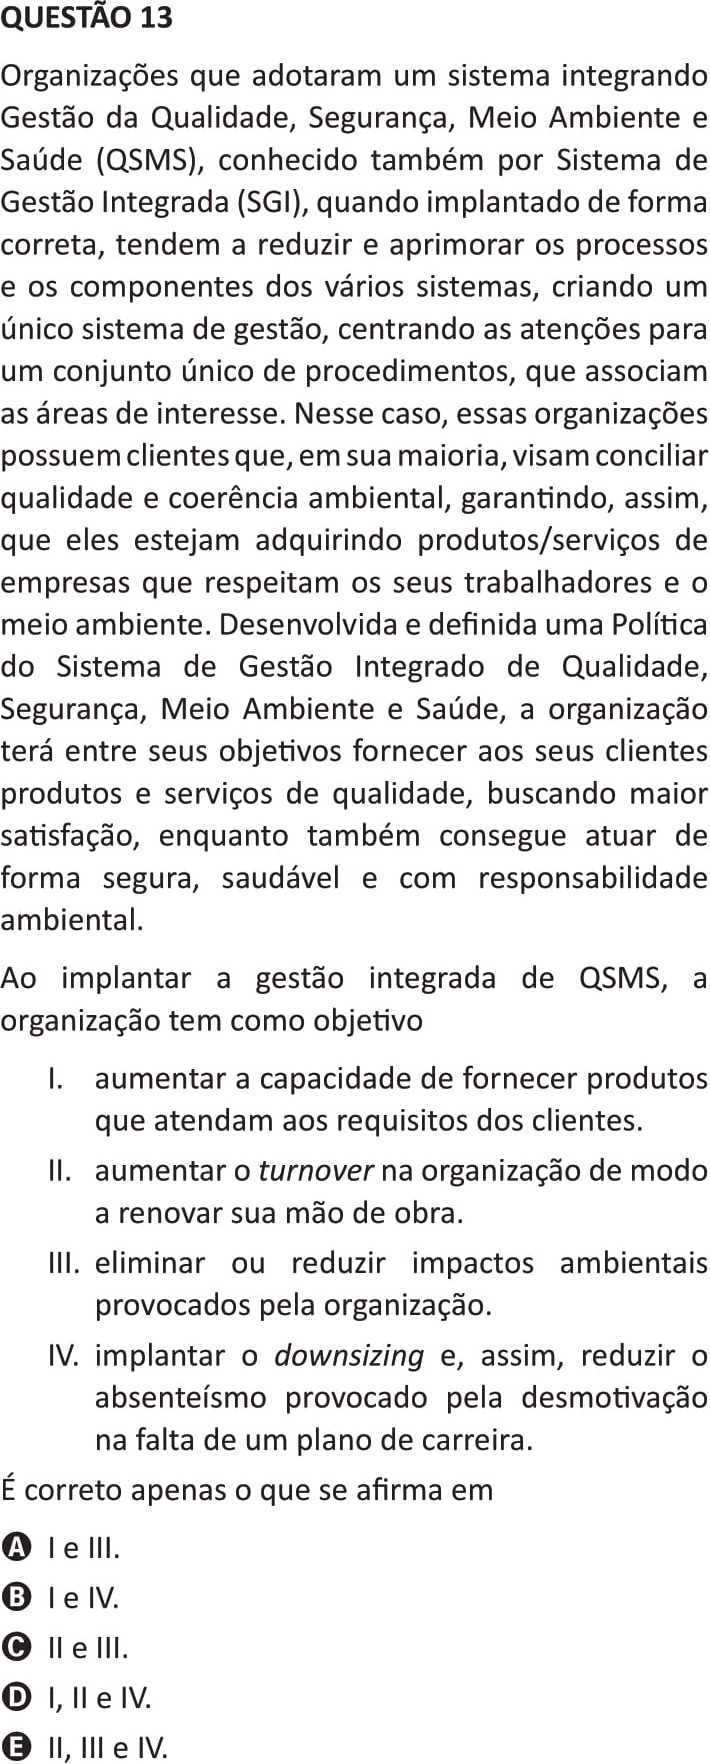 QUESTÃO 13
Organizações que adotaram um sistema integrando
Gestão da Qualidade, Segurança, Meio Ambiente e
Saúde (QSMS), conhecido também por Sistema de
Gestão Integrada (SGI), quando implantado de forma
correta, tendem a reduzir e aprimorar os processos
e os componentes dos vários sistemas, criando um
único sistema de gestão, centrando as atenções para
um conjunto único de procedimentos, que associam
as áreas de interesse. Nesse caso, essas organizações
possuem clientes que, em sua maioria, visam conciliar
qualidade e coerência ambiental, garantindo, assim,
que eles estejam adquirindo produtos/serviços de
empresas que respeitam os seus trabalhadores e o
meio ambiente. Desenvolvida e definida uma Política
do Sistema de Gestão Integrado de Qualidade,
Segurança, Meio Ambiente e Saúde, a organização
terá entre seus objetivos fornecer aos seus clientes
produtos e serviços de qualidade, buscando maior
satisfação, enquanto também consegue atuar de
forma segura, saudável e com responsabilidade
ambiental.
Ao implantar a gestão integrada de QSMS, a
organização tem como objetivo
I. aumentar a capacidade de fornecer produtos
que atendam aos requisitos dos clientes.
II. aumentar o turnover na organização de modo
a renovar sua mão de obra.
III. eliminar ou reduzir impactos ambientais
provocados pela organização.
IV. implantar o downsizing e, assim, reduzir o
absenteísmo provocado pela desmotivação
na falta de um plano de carreira.
É correto apenas o que se afirma em
A I e III.
B I e IV.
C II e III.
D I, II e IV.
E II, III e IV.